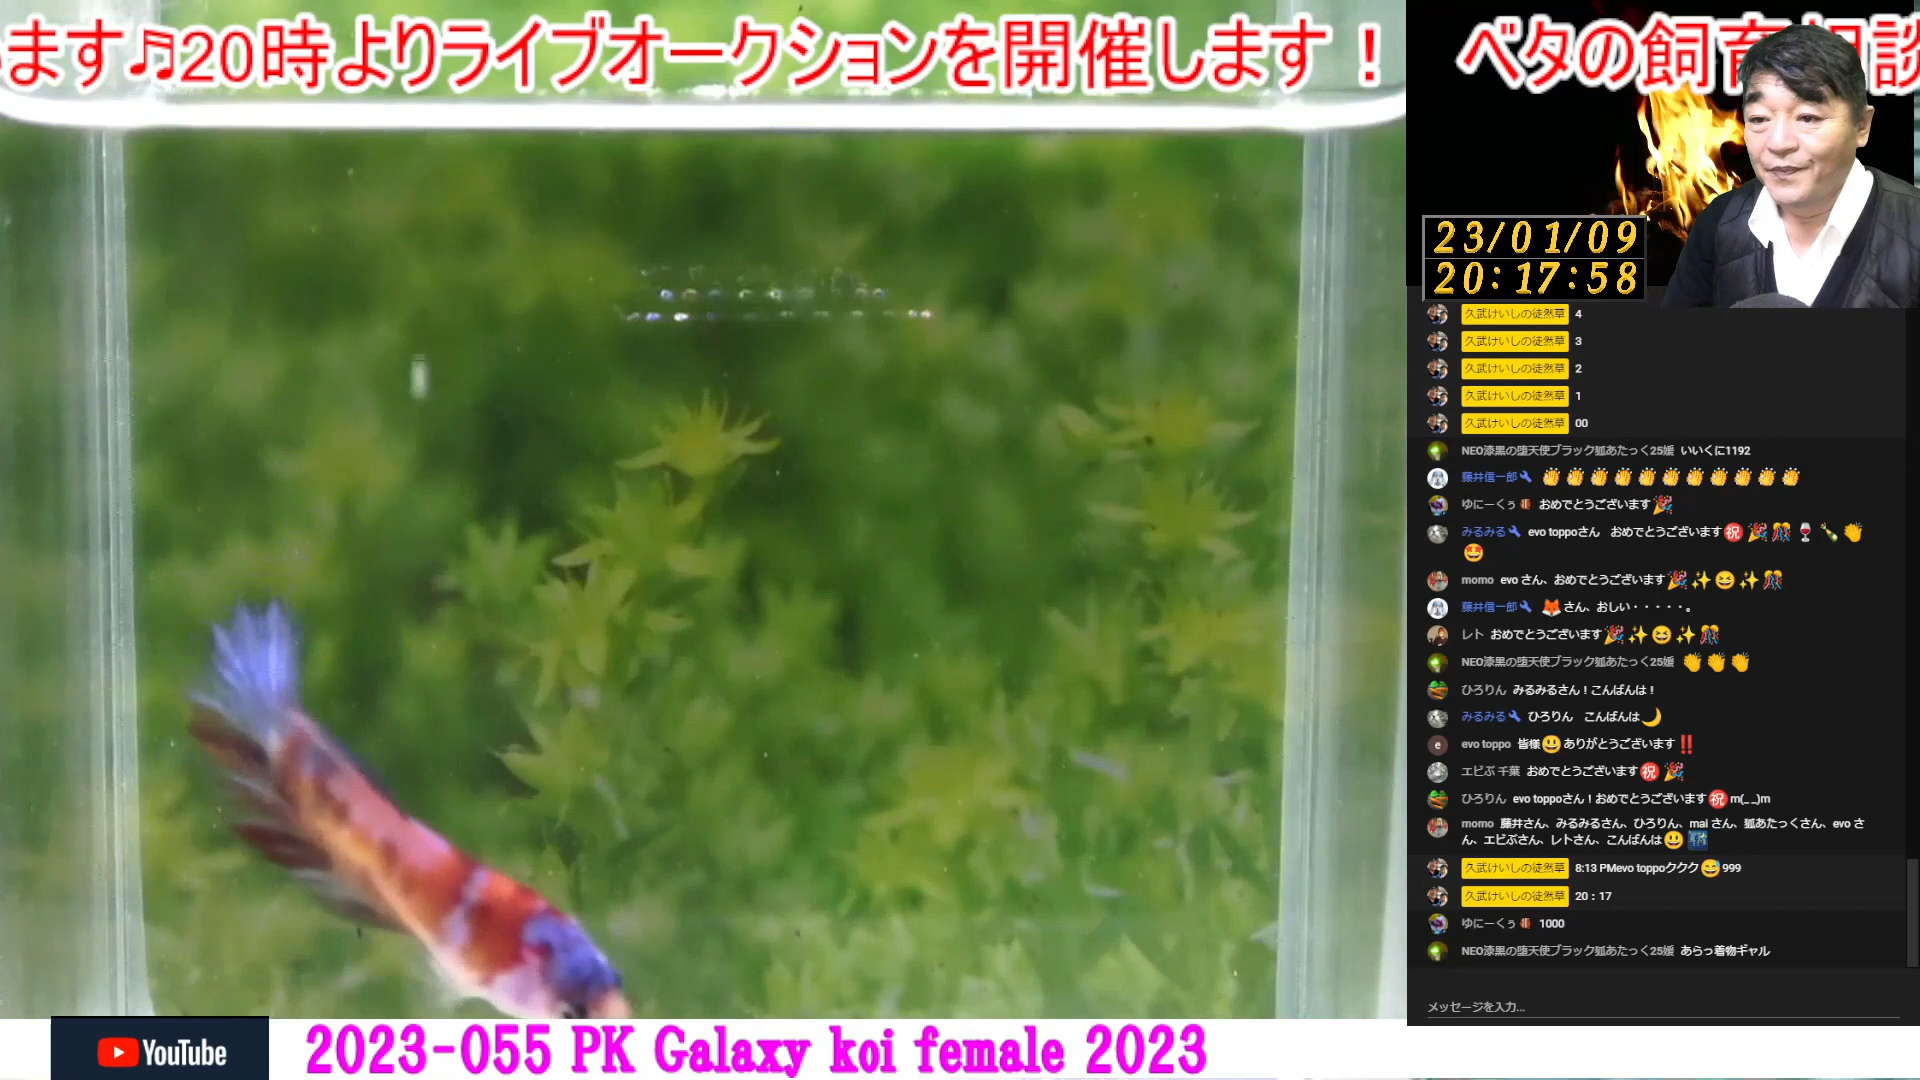 ます♬20時よりライブオークションを開催します！　ベタの飼育相談
23/01/09
20:17:58
久武けいしの徒然草 4
久武けいしの徒然草 3
久武けいしの徒然草 2
久武けいしの徒然草 1
久武けいしの徒然草 00
NEO漆黒の堕天使ブラック狐あたっく25媛 いいくに1192
藤井信一郎🔧 👏👏👏👏👏👏👏👏👏👏👏
ゆにーくぅ おめでとうございます🎉
みるみる🔧 evo toppoさん　おめでとうございます㊗🎉🎊🍷🍾👏
🤩
momo evo さん、おめでとうございます🎉✨😆✨🎊
藤井信一郎🔧 🦊さん、おしい・・・・・。
レト おめでとうございます🎉✨😆✨🎊
NEO漆黒の堕天使ブラック狐あたっく25媛 👏👏👏
ひろりん みるみるさん！こんばんは！
みるみる🔧 ひろりん　こんばんは🌙
e evo toppo 皆様😃ありがとうございます‼
エビぶ 千葉 おめでとうございます㊗🎉
ひろりん evo toppoさん！おめでとうございます㊗m(_ _)m
momo 藤井さん、みるみるさん、ひろりん、mai さん、狐あたっくさん、evo さ
ん、エビぶさん、レトさん、こんばんは😃🌃
久武けいしの徒然草 8:13 PMevo toppoククク😅999
久武けいしの徒然草 20：17
ゆにーくぅ 1000
NEO漆黒の堕天使ブラック狐あたっく25媛 あらっ着物ギャル
メッセージを入力...
YouTube
2023-055 PK Galaxy koi female 2023